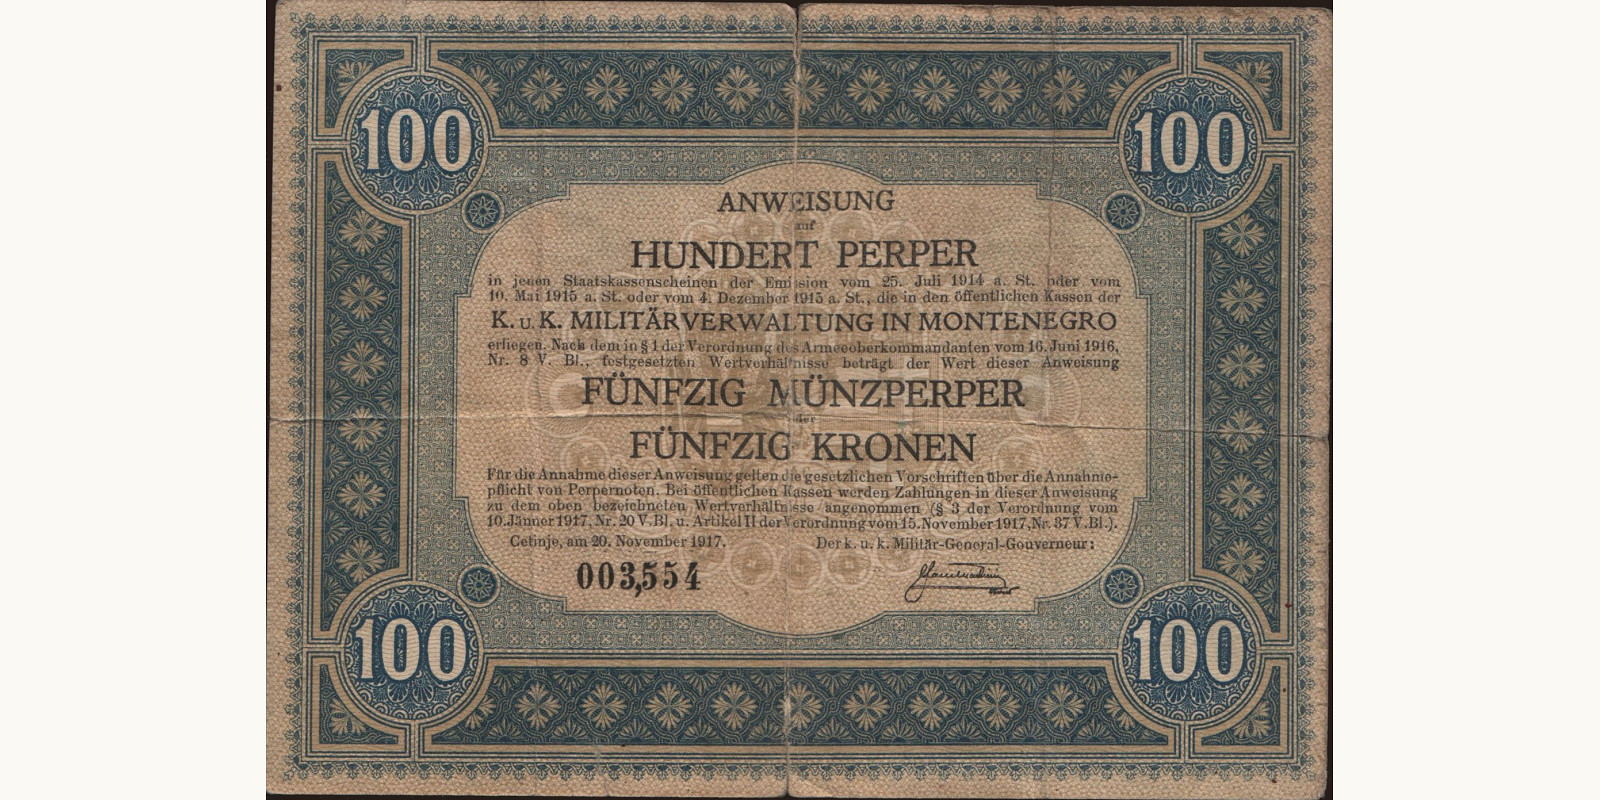 100 100
ANWEISUNG
auf
HUNDERT PERPER
in jenen Staatskassenscheinen der Emission vom 25. Juli 1914 a. St. oder vom
10. Mai 1915 a. St. oder vom 4. Dezember 1915 a. St., die in den öffentlichen Kassen der
K. U. K. MILITÄRVERWALTUNG IN MONTENEGRO
erliegen. Nach dem in § 1 der Verordnung des Armeeoberkommandanten vom 16. Juni 1916,
Nr. 8 V. Bl., festgesetzten Wertverhältnisse beträgt der Wert dieser Anweisung
FÜNFZIG MÜNZPERPER
oder
FÜNFZIG KRONEN
Für die Annahme dieser Anweisung gelten die gesetzlichen Vorschriften über die Annahme-
pflicht von Perpernoten. Bei öffentlichen Kassen werden Zahlungen in dieser Anweisung
zu dem oben bezeichneten Wertverhältnisse angenommen (§ 3 der Verordnung vom
10. Jänner 1917, Nr. 20 V. Bl. u. Artikel II der Verordnung vom 15. November 1917, Nr. 37 V. Bl.).
Cetinje, am 20. November 1917. Der k. u. k. Militär-General-Gouverneur:
003,554
100 100